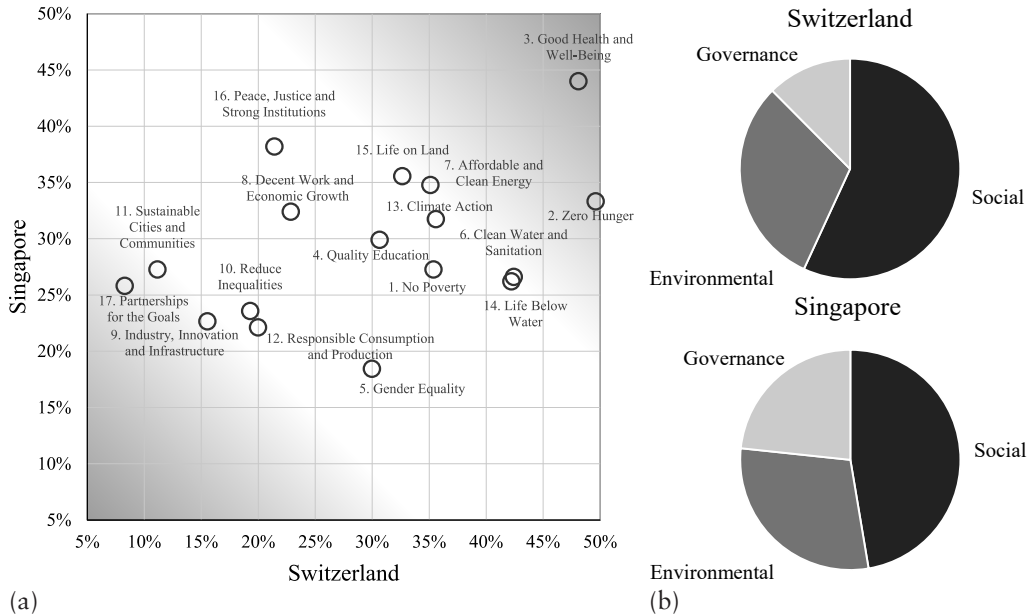 50%
45%
40%
35%
30%
25%
20%
15%
10%
5%
Singapore
3. Good Health and
Well-Being
16. Peace, Justice and
Strong Institutions
15. Life on Land
7. Affordable and
Clean Energy
8. Decent Work and
Economic Growth
13. Climate Action
2. Zero Hunger
11. Sustainable
Cities and
Communities
6. Clean Water and
Sanitation
4. Quality Education
10. Reduce
Inequalities
1. No Poverty
17. Partnerships
for the Goals
14. Life Below
Water
9. Industry, Innovation
and Infrastructure
12. Responsible Consumption
and Production
5. Gender Equality
5% 10% 15% 20% 25% 30% 35% 40% 45% 50%
Switzerland
(a)
Switzerland
Governance
Social
Environmental
Singapore
Governance
Social
Environmental
(b)